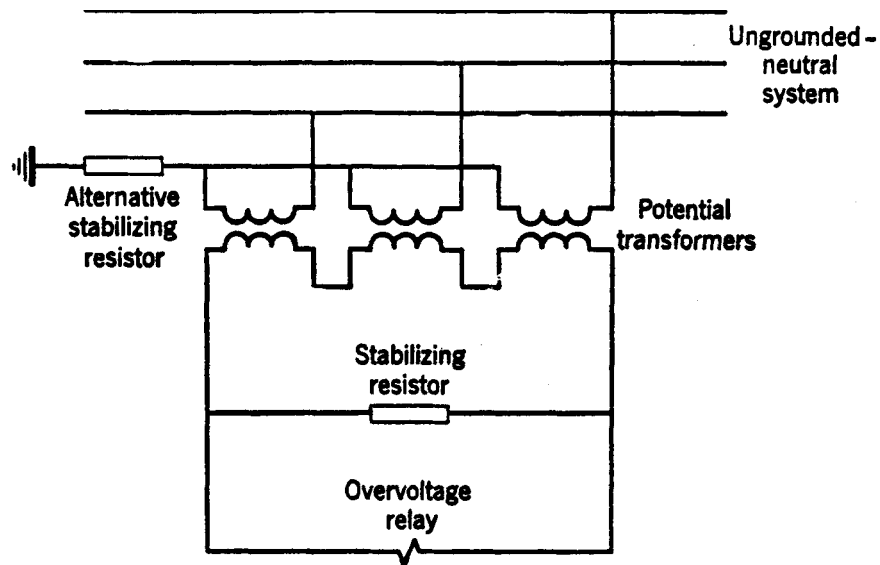 Ungrounded-
neutral
system
Alternative
stabilizing
resistor
Potential
transformers
Stabilizing
resistor
Overvoltage
relay